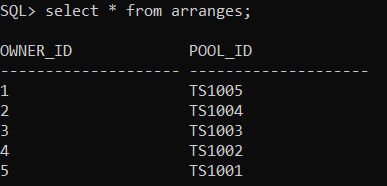 SQL> select * from arranges;
OWNER_ID POOL_ID
-------------------- --------------------
1 TS1005
2 TS1004
3 TS1003
4 TS1002
5 TS1001